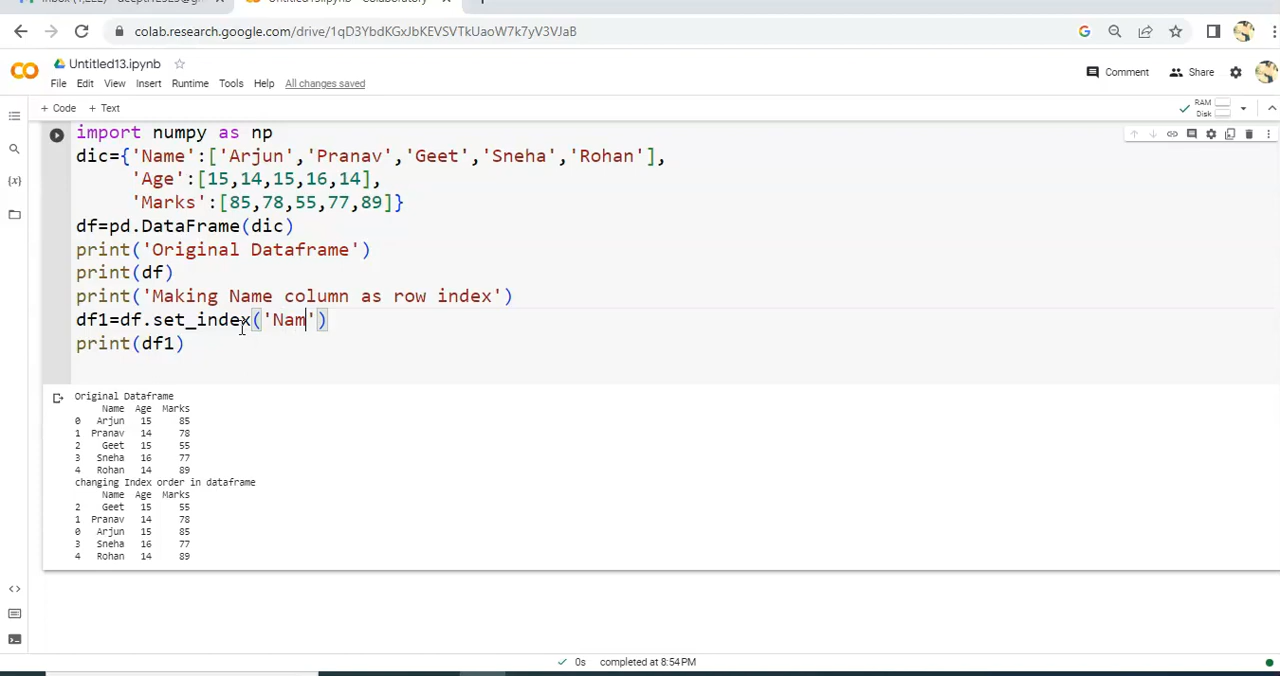 colab.research.google.com/drive/1qD3YbdKGxJbKEVSVTkUaoW7k7yV3VJaB
Untitled13.ipynb
File Edit View Insert Runtime Tools Help All changes saved
Comment Share
+ Code + Text
RAM
Disk
import numpy as np
dic={'Name':['Arjun','Pranav','Geet','Sneha','Rohan'],
'Age':[15,14,15,16,14],
'Marks':[85,78,55,77,89]}
df=pd.DataFrame(dic)
print('Original Dataframe')
print(df)
print('Making Name column as row index')
df1=df.set_index('Nam')
print(df1)
Original Dataframe
Name Age Marks
0 Arjun 15 85
1 Pranav 14 78
2 Geet 15 55
3 Sneha 16 77
4 Rohan 14 89
changing Index order in dataframe
Name Age Marks
2 Geet 15 55
1 Pranav 14 78
0 Arjun 15 85
3 Sneha 16 77
4 Rohan 14 89
0s completed at 8:54 PM